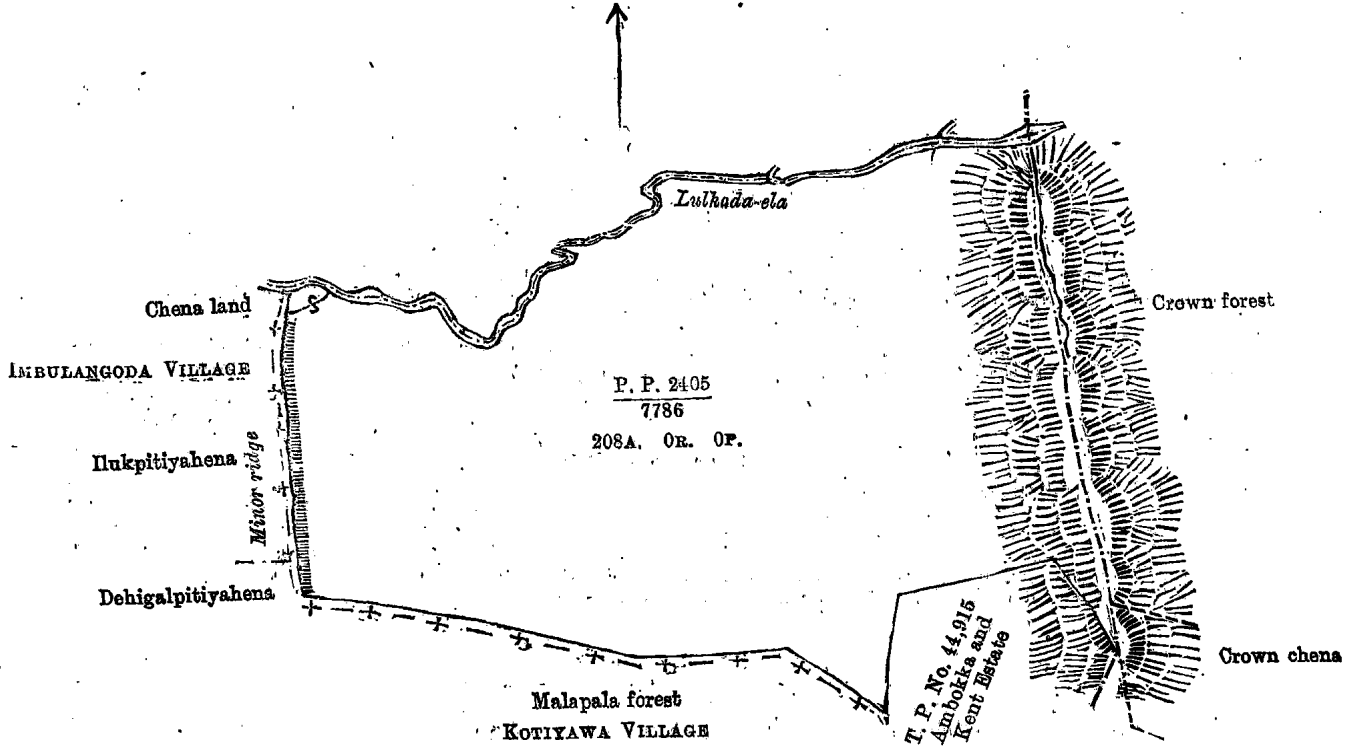 Lulhada-ela
Chena land
Crown forest
IMBULANGODA VILLAGE
P. P. 2405
7786
208A. 0R. 0P.
Ilukpitiyahena
Minor ridge
Dehigalpitiyahena
T. P. No. 44,915
Ambokka and
Kent Estate
Crown chena
Malapala forest
KOTIYAWA VILLAGE